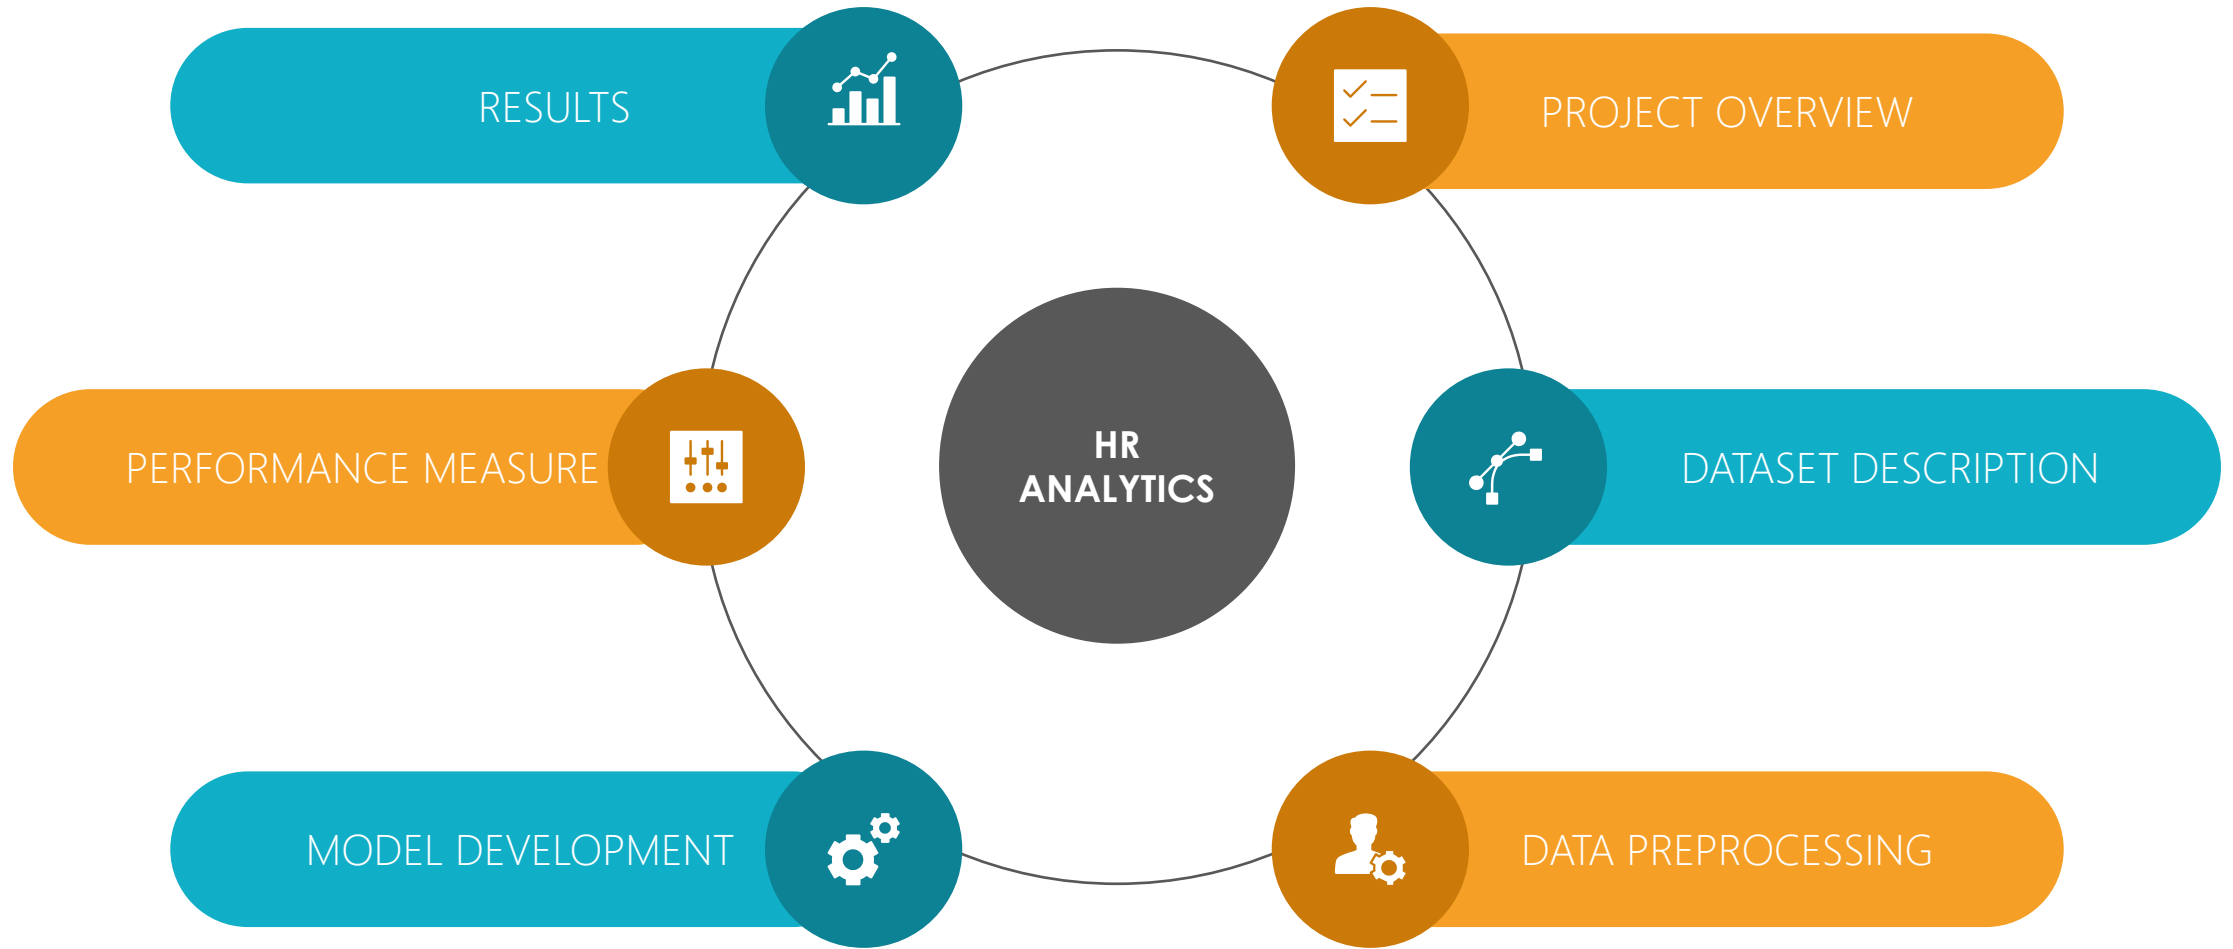 RESULTS
PROJECT OVERVIEW
PERFORMANCE MEASURE
HR
ANALYTICS
DATASET DESCRIPTION
MODEL DEVELOPMENT
DATA PREPROCESSING